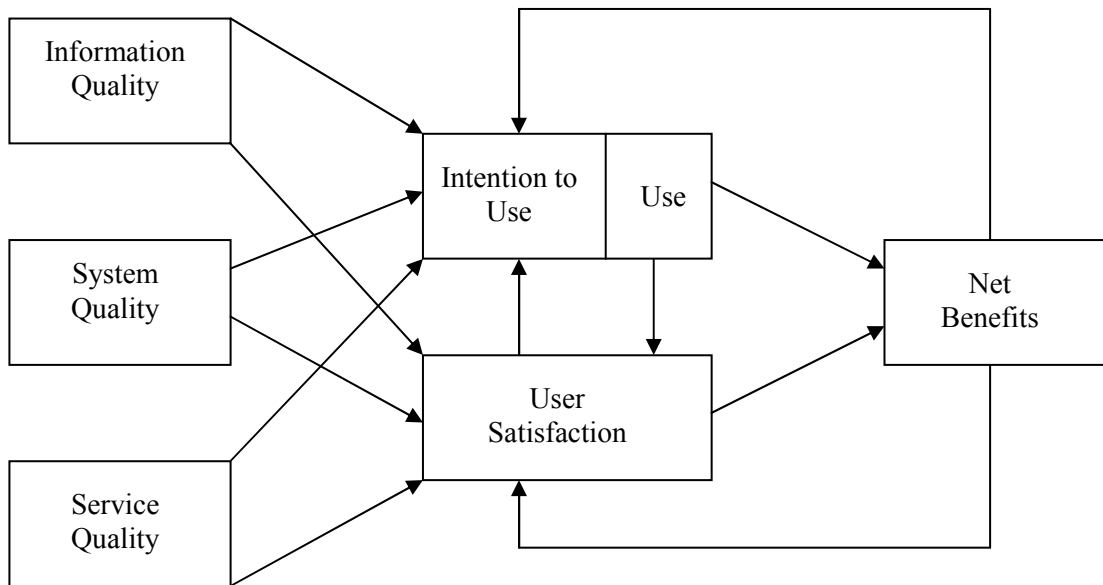 Information
Quality
System
Quality
Service
Quality
Intention to
Use
Use
User
Satisfaction
Net
Benefits